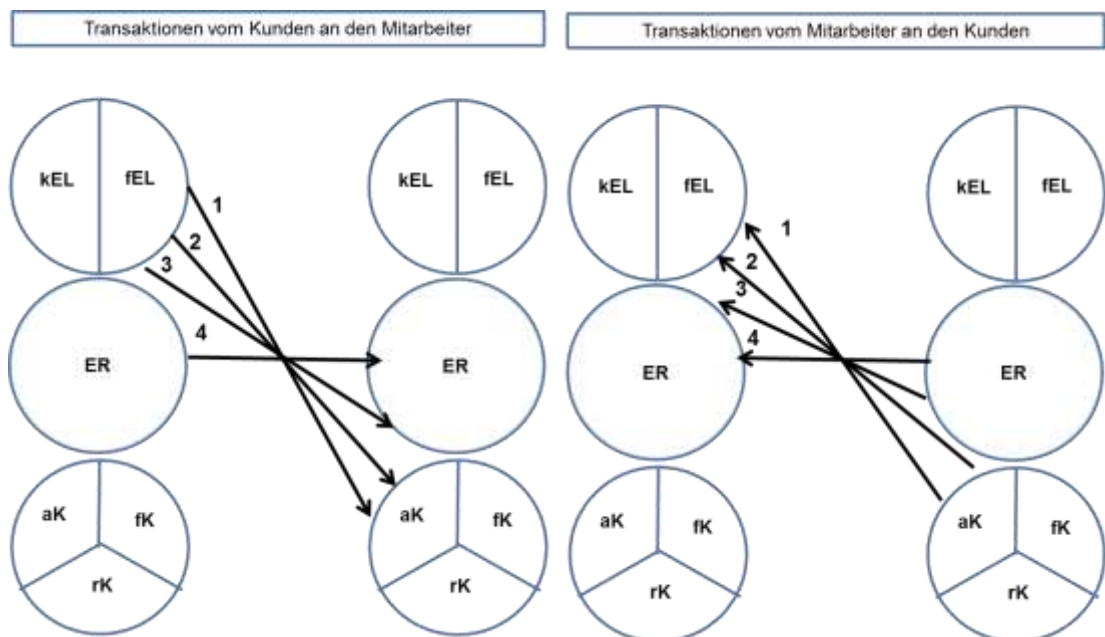 Transaktionen vom Kunden an den Mitarbeiter
Transaktionen vom Mitarbeiter an den Kunden
kEL fEL
kEL fEL
kEL fEL
kEL fEL
1
2
3
4
1
2
3
4
ER
ER
ER
ER
aK fK
rK
aK fK
rK
aK fK
rK
aK fK
rK